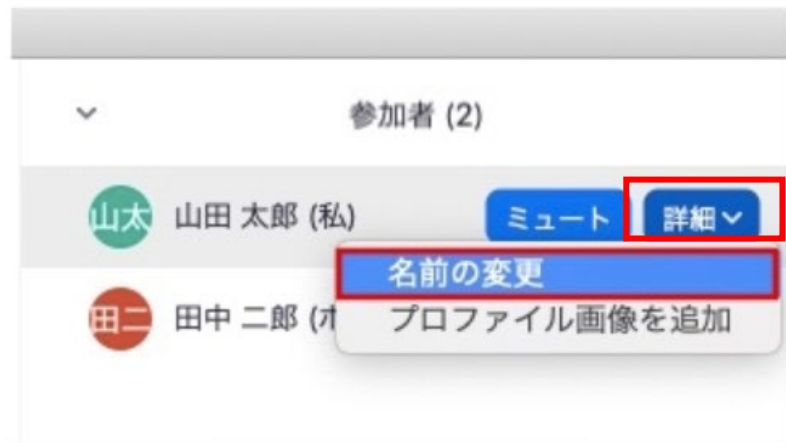 参加者 (2)
山太 山田 太郎 (私) ミュート 詳細
名前の変更
田二 田中 二郎 (ホ
プロファイル画像を追加